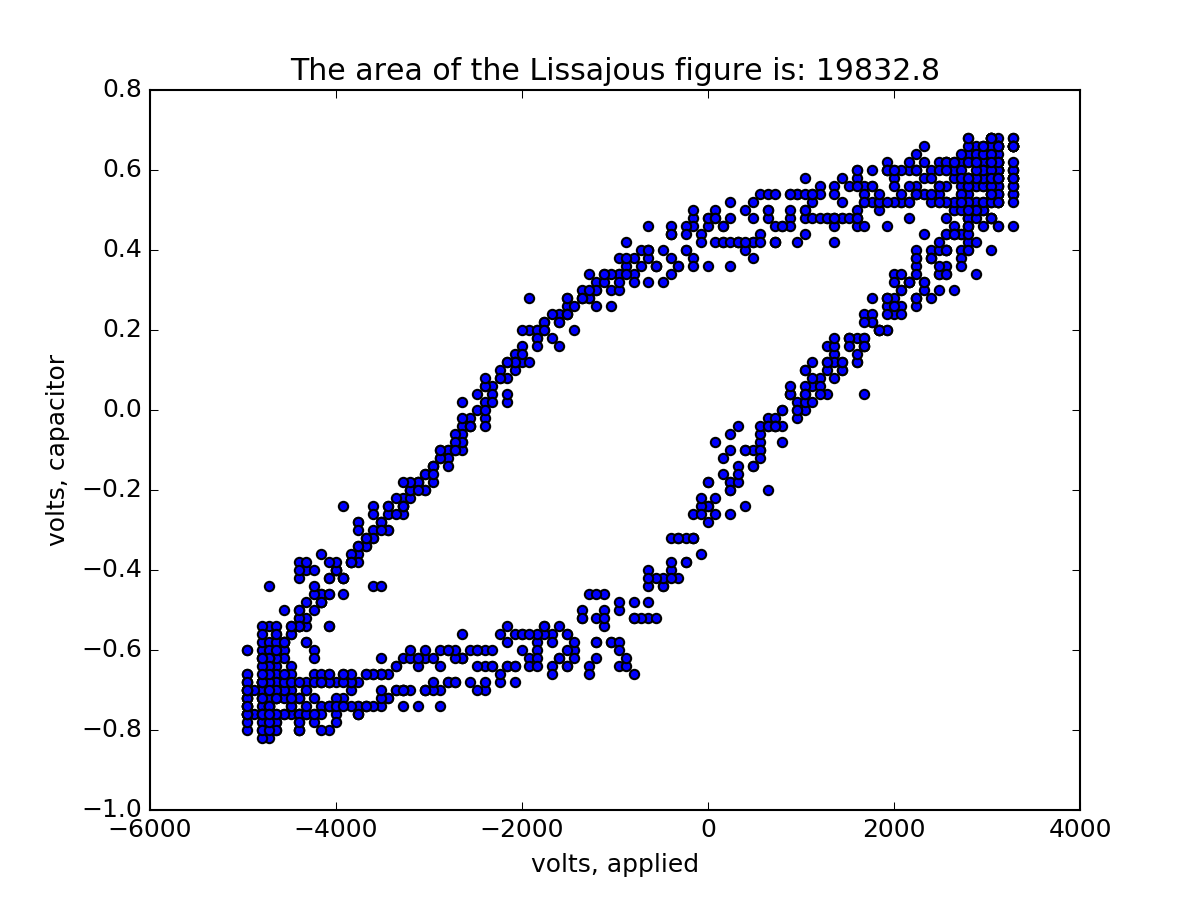 The area of the Lissajous figure is: 19832.8
0.8
0.6
0.4
0.2
0.0
−0.2
−0.4
−0.6
−0.8
−1.0
volts, capacitor
−6000 −4000 −2000 0 2000 4000
volts, applied